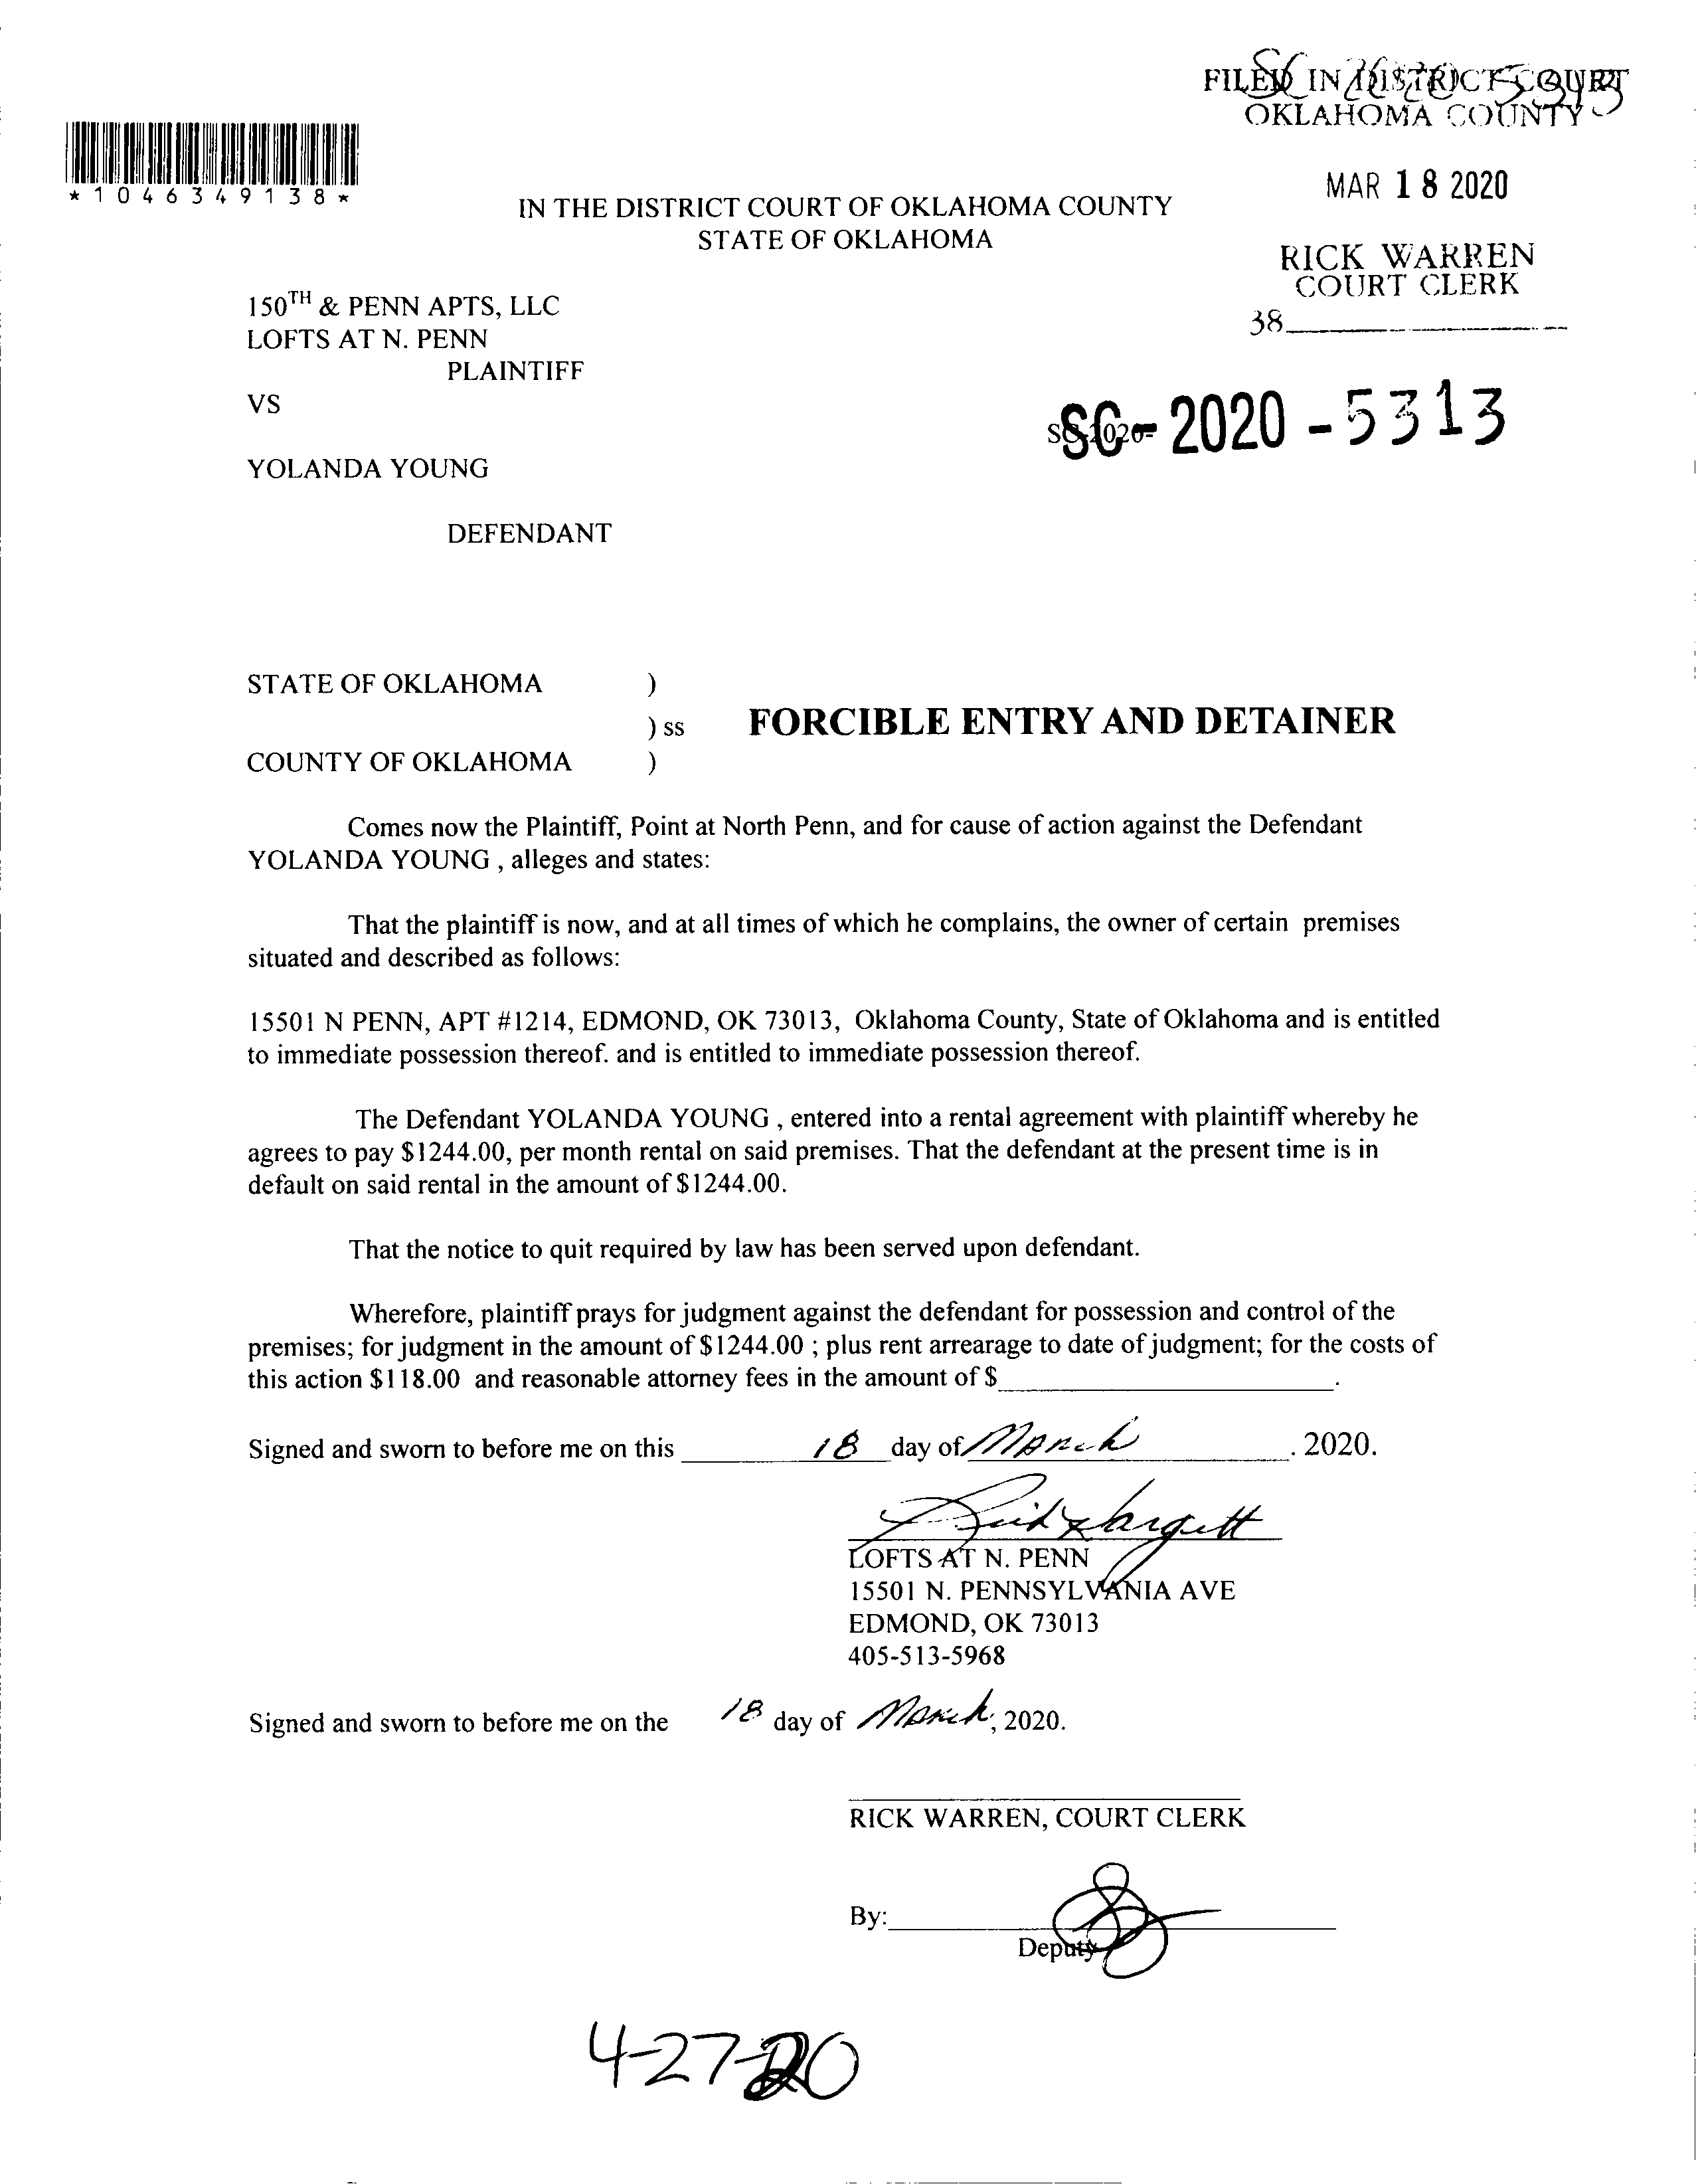 SC 2020 5313
FILED IN DISTRICT COURT
OKLAHOMA COUNTY
*1046349138*
MAR 18 2020
IN THE DISTRICT COURT OF OKLAHOMA COUNTY
STATE OF OKLAHOMA
RICK WARREN
COURT CLERK
38
150TH & PENN APTS, LLC
LOFTS AT N. PENN
PLAINTIFF
VS
SC-2020-
SC-2020-5313
YOLANDA YOUNG
DEFENDANT
STATE OF OKLAHOMA )
) ss FORCIBLE ENTRY AND DETAINER
COUNTY OF OKLAHOMA )
Comes now the Plaintiff, Point at North Penn, and for cause of action against the Defendant
YOLANDA YOUNG , alleges and states:
That the plaintiff is now, and at all times of which he complains, the owner of certain premises
situated and described as follows:
15501 N PENN, APT #1214, EDMOND, OK 73013, Oklahoma County, State of Oklahoma and is entitled
to immediate possession thereof. and is entitled to immediate possession thereof.
The Defendant YOLANDA YOUNG , entered into a rental agreement with plaintiff whereby he
agrees to pay $1244.00, per month rental on said premises. That the defendant at the present time is in
default on said rental in the amount of $1244.00.
That the notice to quit required by law has been served upon defendant.
Wherefore, plaintiff prays for judgment against the defendant for possession and control of the
premises; for judgment in the amount of $1244.00 ; plus rent arrearage to date of judgment; for the costs of
this action $118.00 and reasonable attorney fees in the amount of $ .
Signed and sworn to before me on this 18 day of March . 2020.
LOFTS AT N. PENN
15501 N. PENNSYLVANIA AVE
EDMOND, OK 73013
405-513-5968
Signed and sworn to before me on the 18 day of March, 2020.
RICK WARREN, COURT CLERK
By:
Deputy
4-27-20